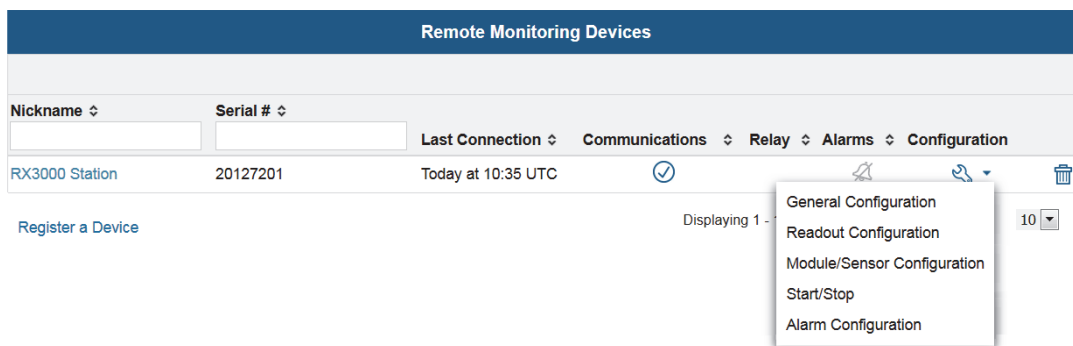 Remote Monitoring Devices
Nickname Serial #
Last Connection Communications Relay Alarms Configuration
RX3000 Station 20127201 Today at 10:35 UTC
Register a Device Displaying 1 - 10
General Configuration
Readout Configuration
Module/Sensor Configuration
Start/Stop
Alarm Configuration